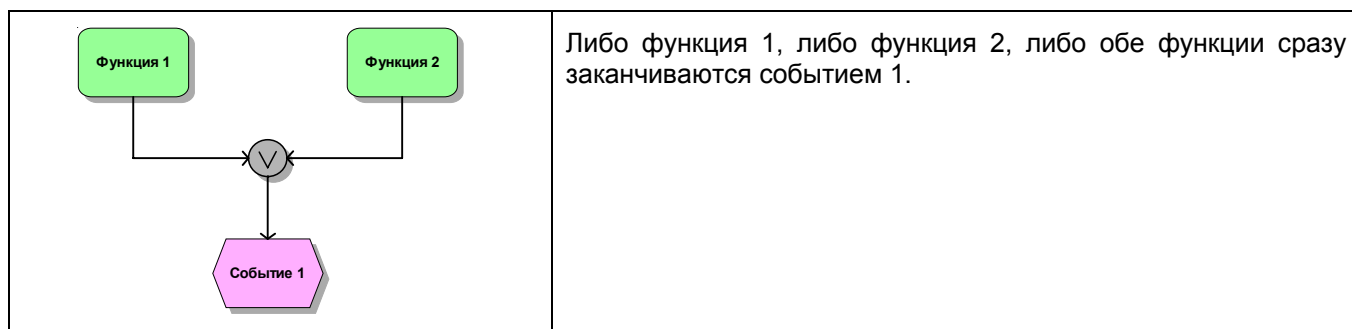 Функция 1
Функция 2
V
Событие 1
Либо функция 1, либо функция 2, либо обе функции сразу
заканчиваются событием 1.